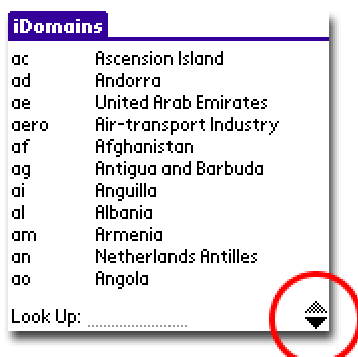 iDomains
ac Ascension Island
ad Andorra
ae United Arab Emirates
aero Air-transport Industry
af Afghanistan
ag Antigua and Barbuda
ai Anguilla
al Albania
am Armenia
an Netherlands Antilles
ao Angola
Look Up: